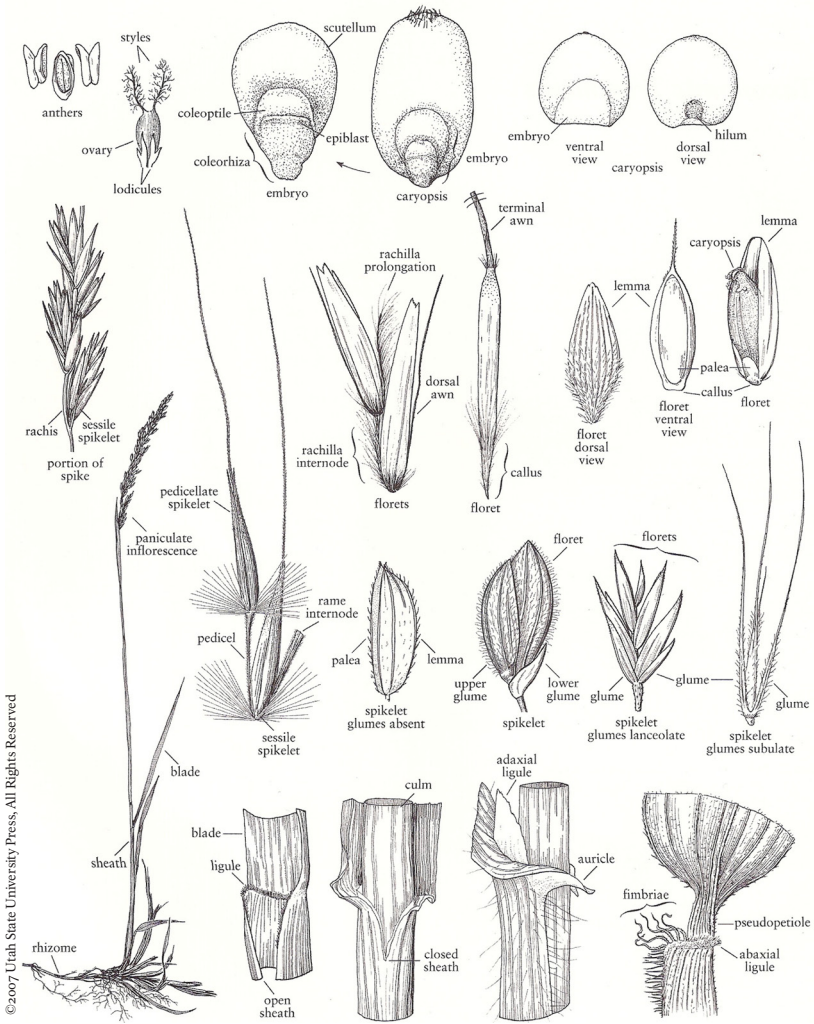 styles
anthers
ovary
lodicules
scutellum
coleoptile
epiblast
coleorhiza
embryo
embryo
caryopsis
embryo
ventral
view
hilum
dorsal
view
caryopsis
rachis
sessile
spikelet
portion of
spike
paniculate
inflorescence
rachilla
prolongation
dorsal
awn
rachilla
internode
florets
terminal
awn
callus
floret
lemma
floret
dorsal
view
caryopsis
lemma
palea
callus
floret
ventral
view
floret
pedicellate
spikelet
rame
internode
pedicel
sessile
spikelet
palea
lemma
spikelet
glumes absent
floret
upper
glume
lower
glume
spikelet
florets
glume
glume
spikelet
glumes lanceolate
glume
spikelet
glumes subulate
blade
sheath
rhizome
blade
ligule
open
sheath
culm
closed
sheath
adaxial
ligule
auricle
fimbriae
pseudopetiole
abaxial
ligule
©2007 Utah State University Press, All Rights Reserved